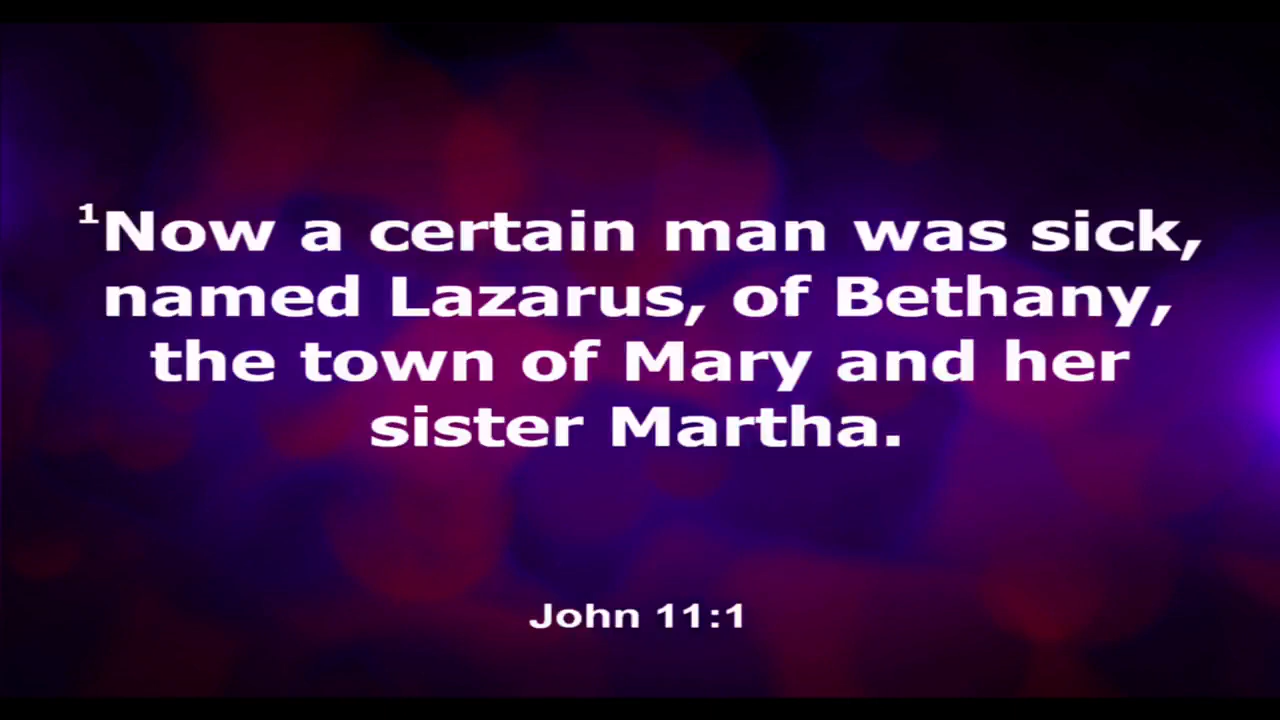 ¹Now a certain man was sick,
named Lazarus, of Bethany,
the town of Mary and her
sister Martha.
John 11:1